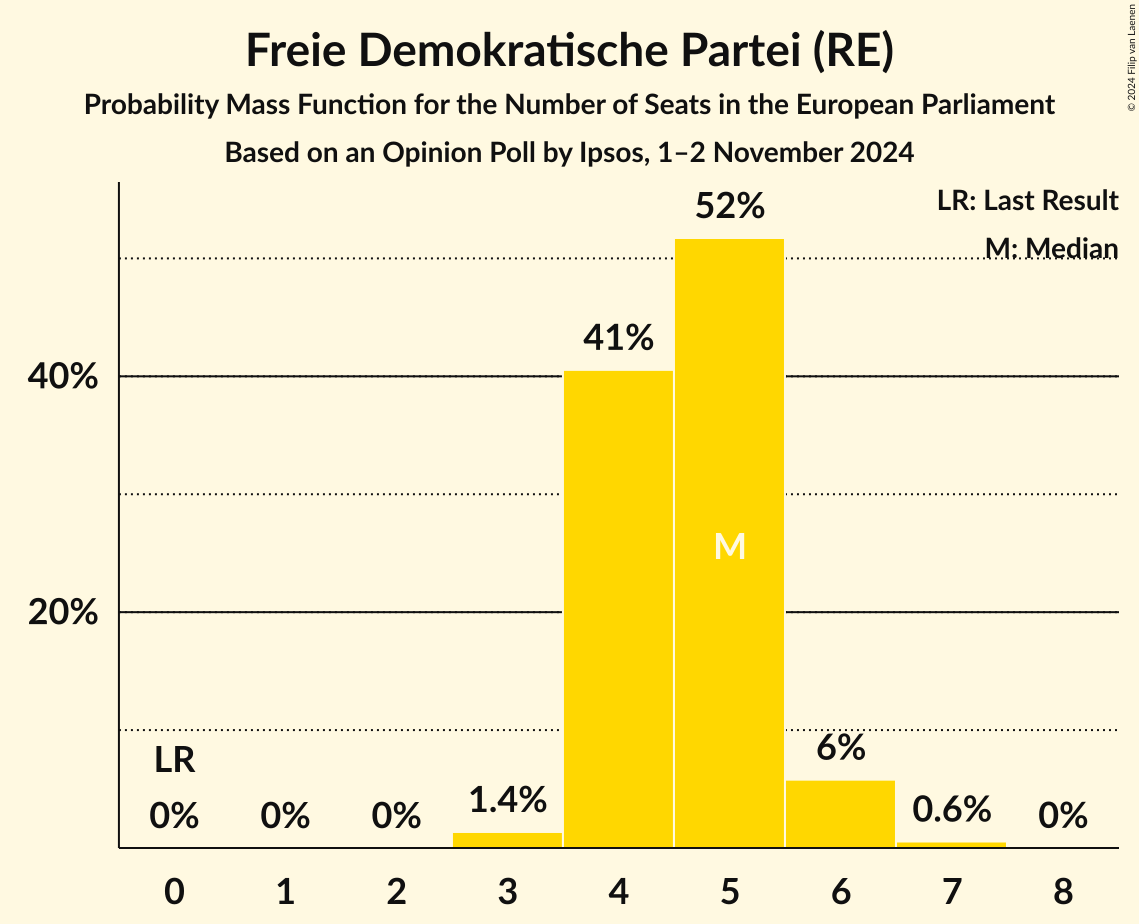 Freie Demokratische Partei (RE)
Probability Mass Function for the Number of Seats in the European Parliament
Based on an Opinion Poll by Ipsos, 1–2 November 2024
© 2024 Filip van Laenen
LR: Last Result
M: Median
52%
41%
40%
M
20%
LR
6%
0%
0%
0%
1.4%
0.6%
0%
0
1
2
3
4
5
6
7
8